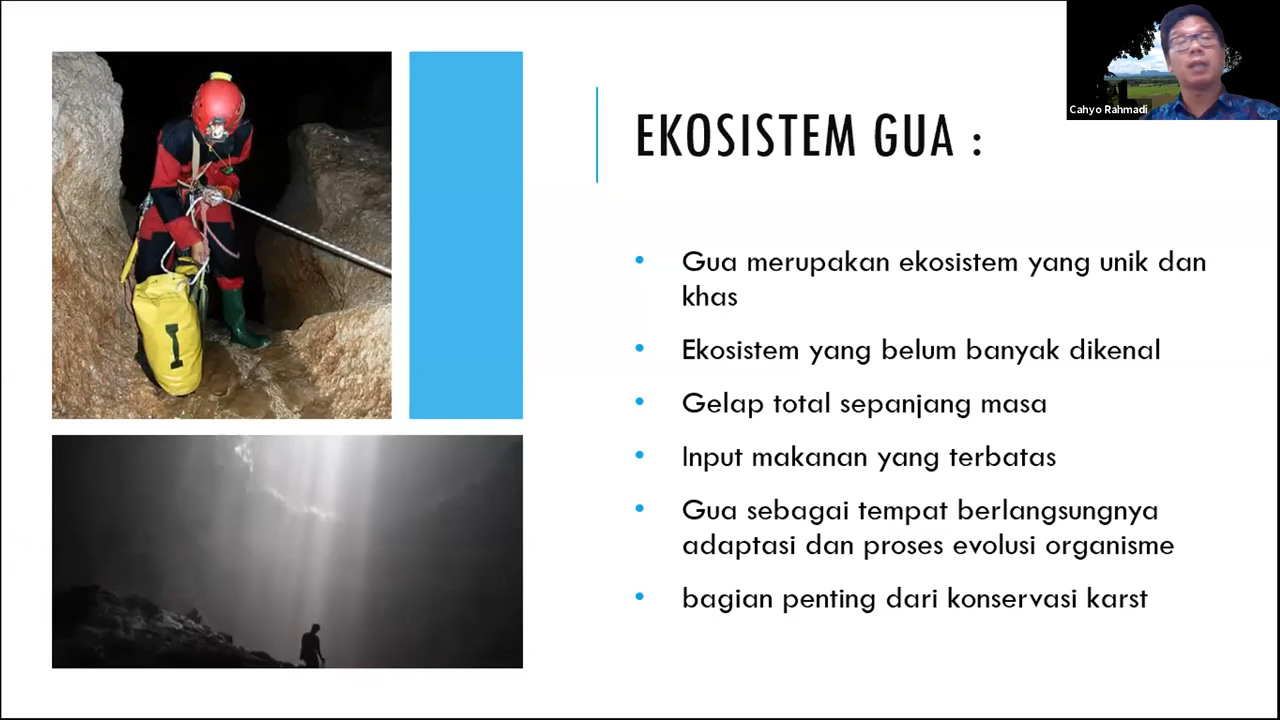 Cahyo Rahmadi
EKOSISTEM GUA :
• Gua merupakan ekosistem yang unik dan
khas
• Ekosistem yang belum banyak dikenal
• Gelap total sepanjang masa
• Input makanan yang terbatas
• Gua sebagai tempat berlangsungnya
adaptasi dan proses evolusi organisme
• bagian penting dari konservasi karst